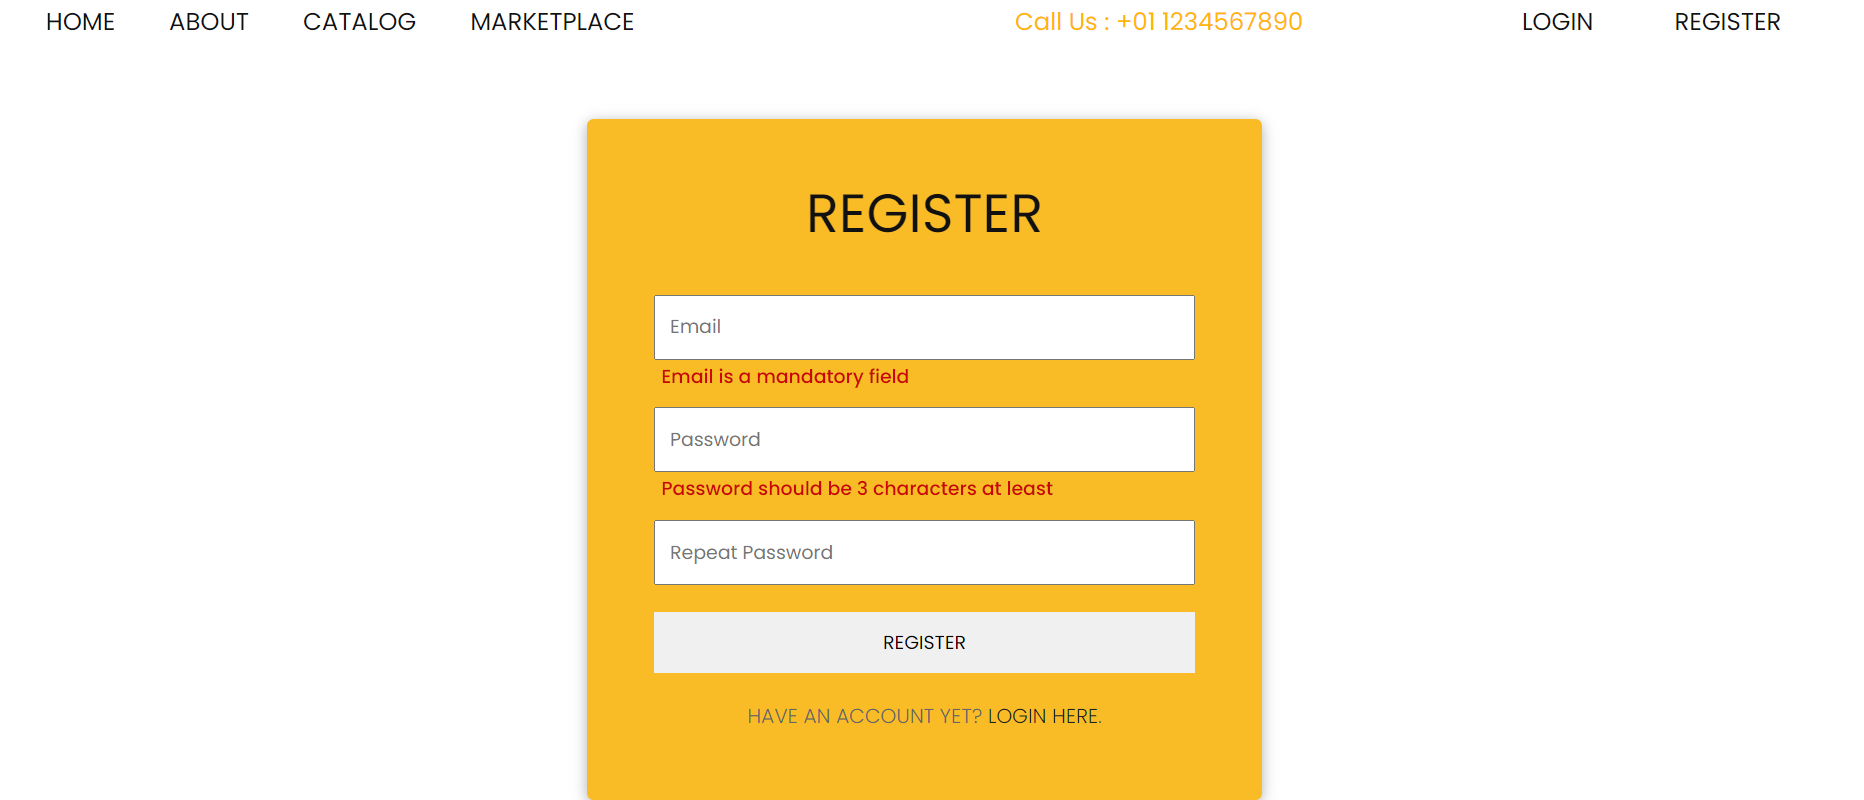 HOME ABOUT CATALOG MARKETPLACE Call Us : +01 1234567890 LOGIN REGISTER
REGISTER
Email
Email is a mandatory field
Password
Password should be 3 characters at least
Repeat Password
REGISTER
HAVE AN ACCOUNT YET? LOGIN HERE.